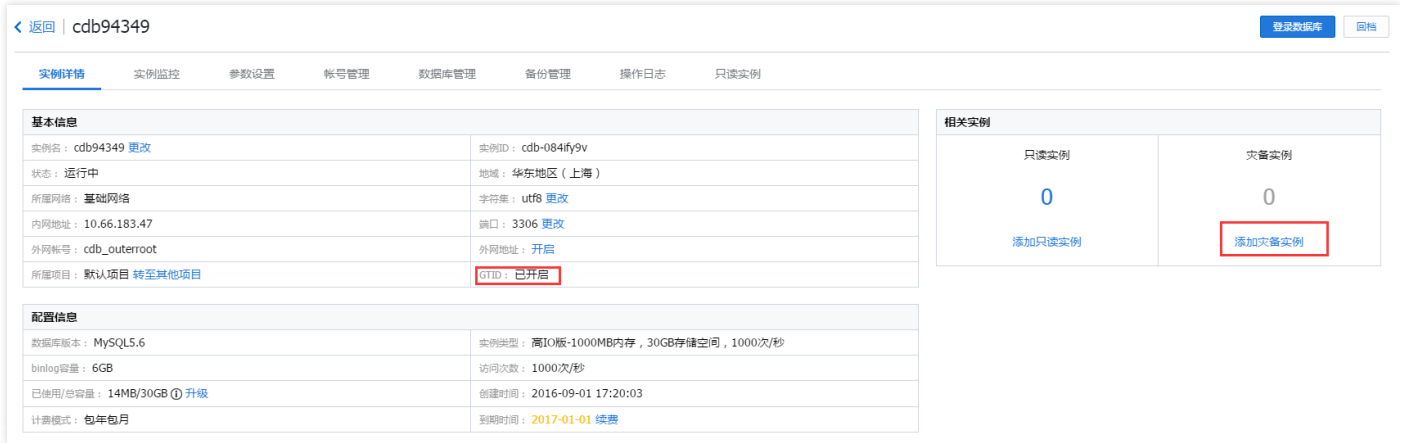 返回 | cdb94349
登录数据库 回档
实例详情 实例监控 参数设置 帐号管理 数据库管理 备份管理 操作日志 只读实例
基本信息
实例名： cdb94349 更改 实例ID： cdb-084ify9v
状态： 运行中 地域： 华东地区（上海）
所属网络： 基础网络 字符集： utf8 更改
内网地址： 10.66.183.47 端口： 3306 更改
外网帐号： cdb_outerroot 外网地址： 开启
所属项目： 默认项目 转至其他项目 GTID： 已开启
相关实例
只读实例 灾备实例
0 0
添加只读实例 添加灾备实例
配置信息
数据库版本： MySQL5.6 实例类型： 高IO版-1000MB内存，30GB存储空间，1000次/秒
binlog容量： 6GB 访问次数： 1000次/秒
已使用/总容量： 14MB/30GB 升级 创建时间： 2016-09-01 17:20:03
计费模式： 包年包月 到期时间： 2017-01-01 续费